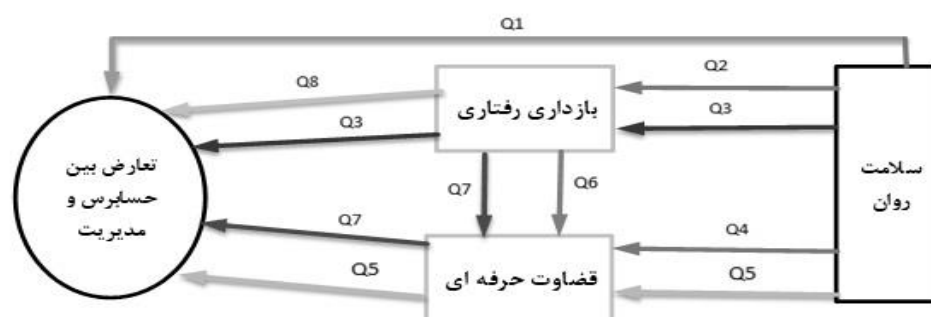 Q1
Q2
Q8
بازداری رفتاری
Q3
Q3
تعارض بین
حسابرس و
مدیریت
سلامت
روان
Q7
Q6
Q7
Q4
قضاوت حرفه ای
Q5
Q5